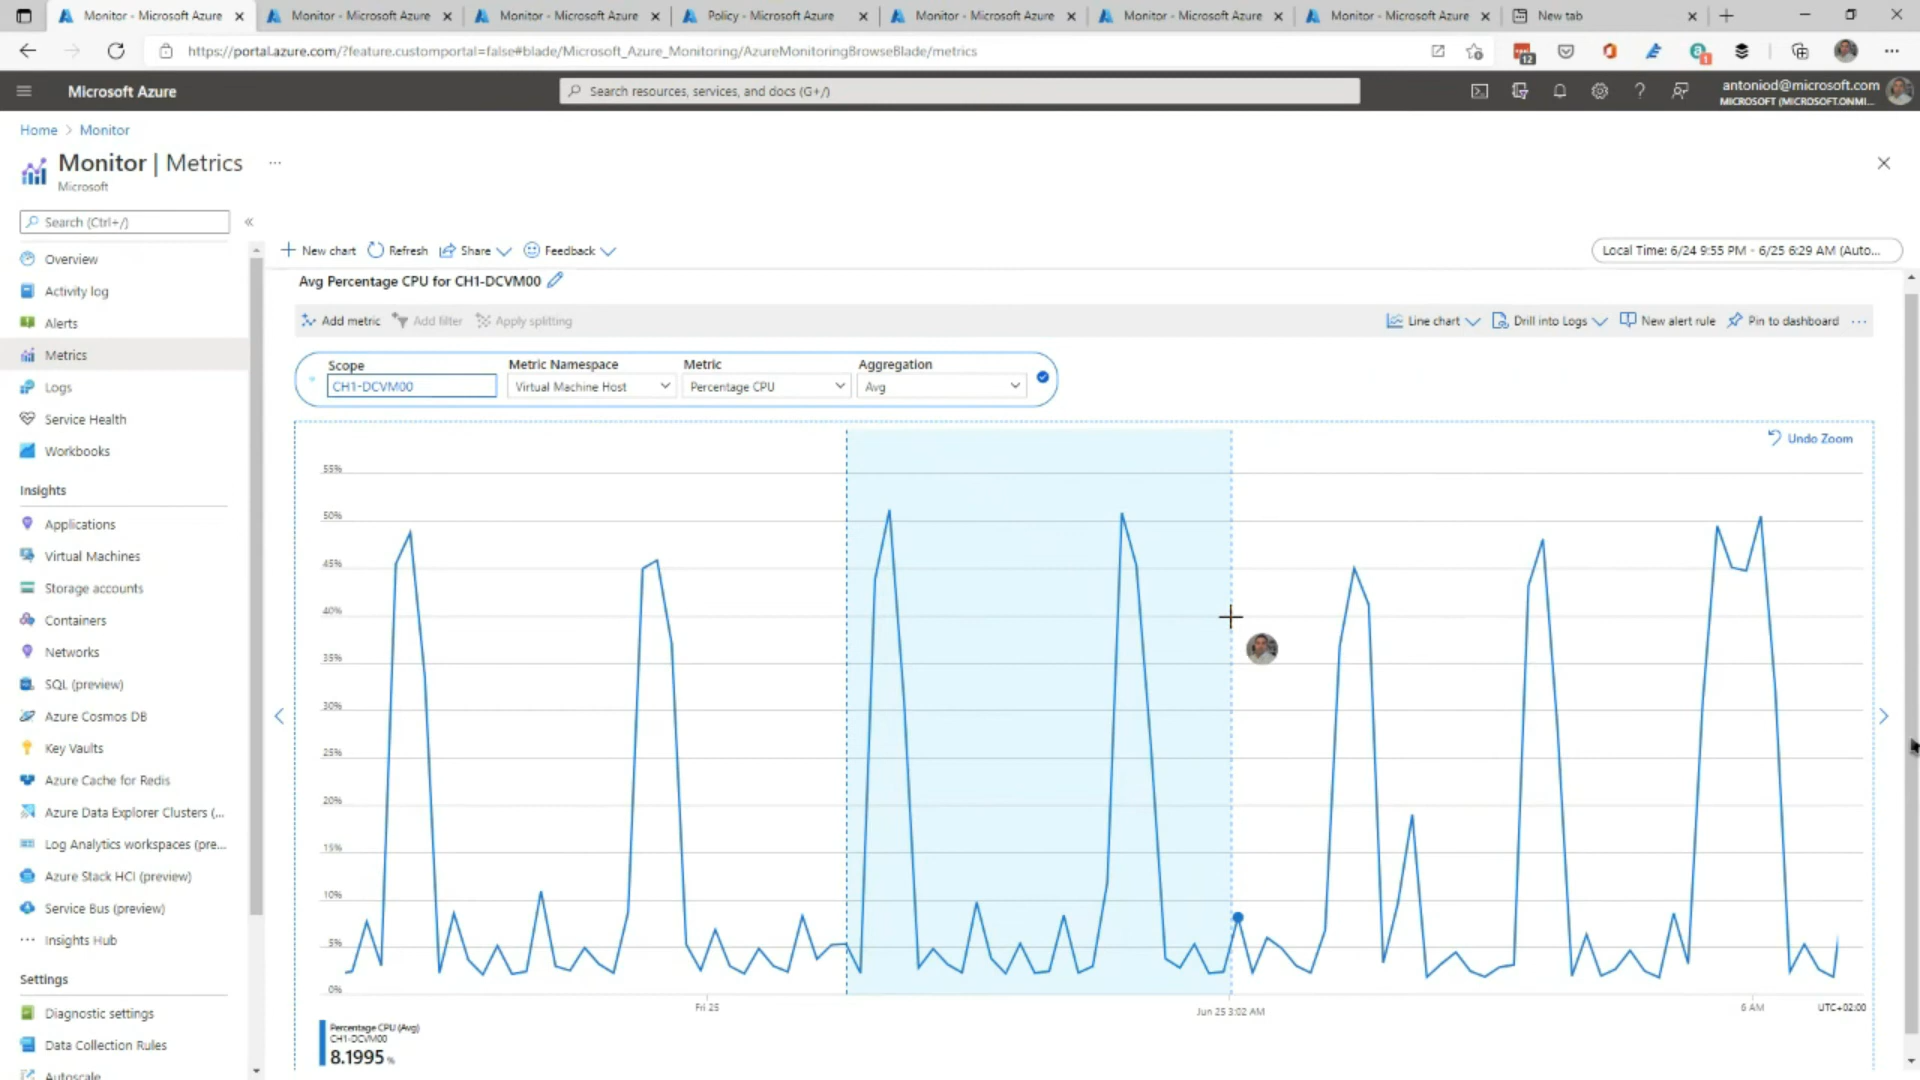 Monitor - Microsoft Azure
Monitor - Microsoft Azure
Monitor - Microsoft Azure
Policy - Microsoft Azure
Monitor - Microsoft Azure
Monitor - Microsoft Azure
Monitor - Microsoft Azure
New tab
https://portal.azure.com/?feature.customportal=false#blade/Microsoft_Azure_Monitoring/AzureMonitoringBrowseBlade/metrics
12
1
Microsoft Azure
Search resources, services, and docs (G+/)
antoniod@microsoft.com
MICROSOFT (MICROSOFT.ONMI...
Home > Monitor
Monitor | Metrics
Microsoft
Search (Ctrl+/)
Overview
Activity log
Alerts
Metrics
Logs
Service Health
Workbooks
Insights
Applications
Virtual Machines
Storage accounts
Containers
Networks
SQL (preview)
Azure Cosmos DB
Key Vaults
Azure Cache for Redis
Azure Data Explorer Clusters (...
Log Analytics workspaces (pre...
Azure Stack HCI (preview)
Service Bus (preview)
Insights Hub
Settings
Diagnostic settings
Data Collection Rules
Autoscale
New chart
Refresh
Share
Feedback
Local Time: 6/24 9:55 PM - 6/25 6:29 AM (Auto...
Avg Percentage CPU for CH1-DCVM00
Add metric
Add filter
Apply splitting
Line chart
Drill into Logs
New alert rule
Pin to dashboard
Scope
CH1-DCVM00
Metric Namespace
Virtual Machine Host
Metric
Percentage CPU
Aggregation
Avg
Undo Zoom
55%
50%
45%
40%
35%
30%
25%
20%
15%
10%
5%
0%
Fri 25
Jun 25 3:02 AM
6 AM
UTC+02:00
Percentage CPU (Avg)
CH1-DCVM00
8.1995 %